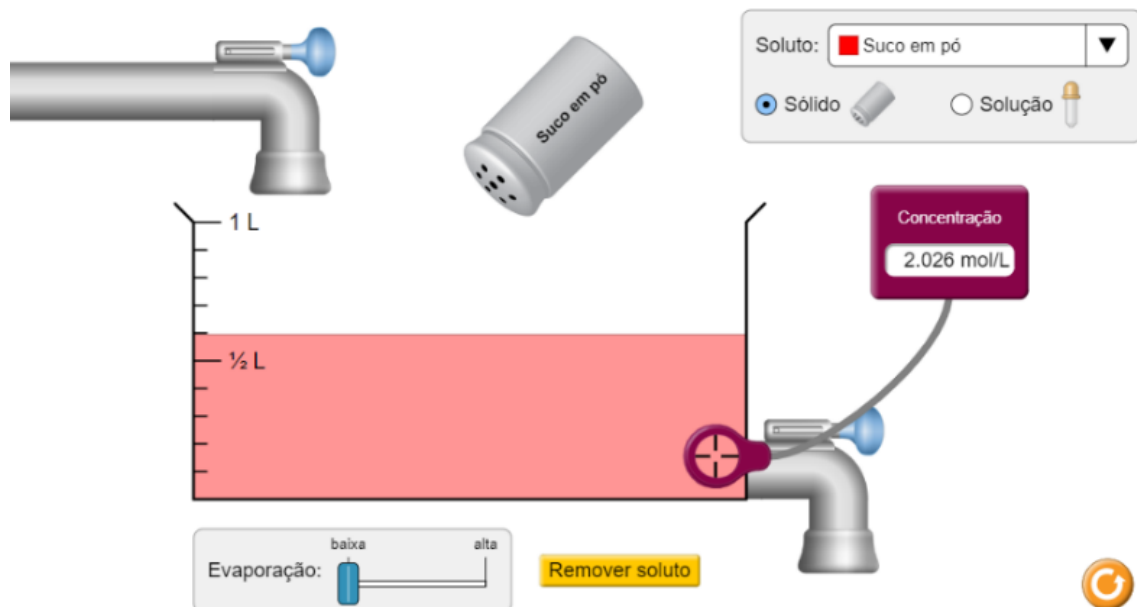 Soluto: Suco em pó
Sólido Solução
Suco em pó
1 L
Concentração
2.026 mol/L
½ L
baixa alta
Evaporação:
Remover soluto